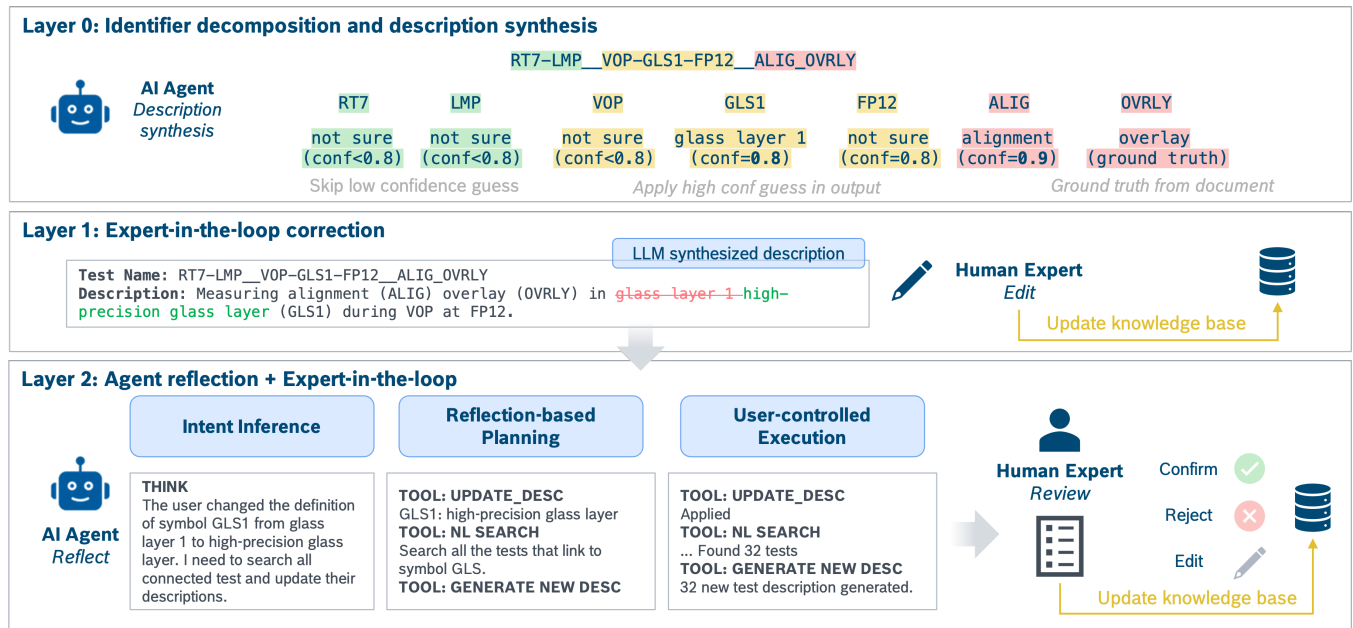 Layer 0: Identifier decomposition and description synthesis
RT7-LMP__VOP-GLS1-FP12__ALIG_OVRLY
AI Agent
Description
synthesis
RT7 LMP VOP GLS1 FP12 ALIG OVRLY
not sure not sure not sure glass layer 1 not sure alignment overlay
(conf<0.8) (conf<0.8) (conf<0.8) (conf=0.8) (conf=0.8) (conf=0.9) (ground truth)
Skip low confidence guess Apply high conf guess in output Ground truth from document
Layer 1: Expert-in-the-loop correction
LLM synthesized description
Test Name: RT7-LMP__VOP-GLS1-FP12__ALIG_OVRLY
Description: Measuring alignment (ALIG) overlay (OVRLY) in glass layer 1 high-
precision glass layer (GLS1) during VOP at FP12.
Human Expert
Edit
Update knowledge base
Layer 2: Agent reflection + Expert-in-the-loop
AI Agent
Reflect
Intent Inference
THINK
The user changed the definition
of symbol GLS1 from glass
layer 1 to high-precision glass
layer. I need to search all
connected test and update their
descriptions.
Reflection-based
Planning
TOOL: UPDATE_DESC
GLS1: high-precision glass layer
TOOL: NL SEARCH
Search all the tests that link to
symbol GLS.
TOOL: GENERATE NEW DESC
User-controlled
Execution
TOOL: UPDATE_DESC
Applied
TOOL: NL SEARCH
... Found 32 tests
TOOL: GENERATE NEW DESC
32 new test description generated.
Human Expert
Review
Confirm
Reject
Edit
Update knowledge base